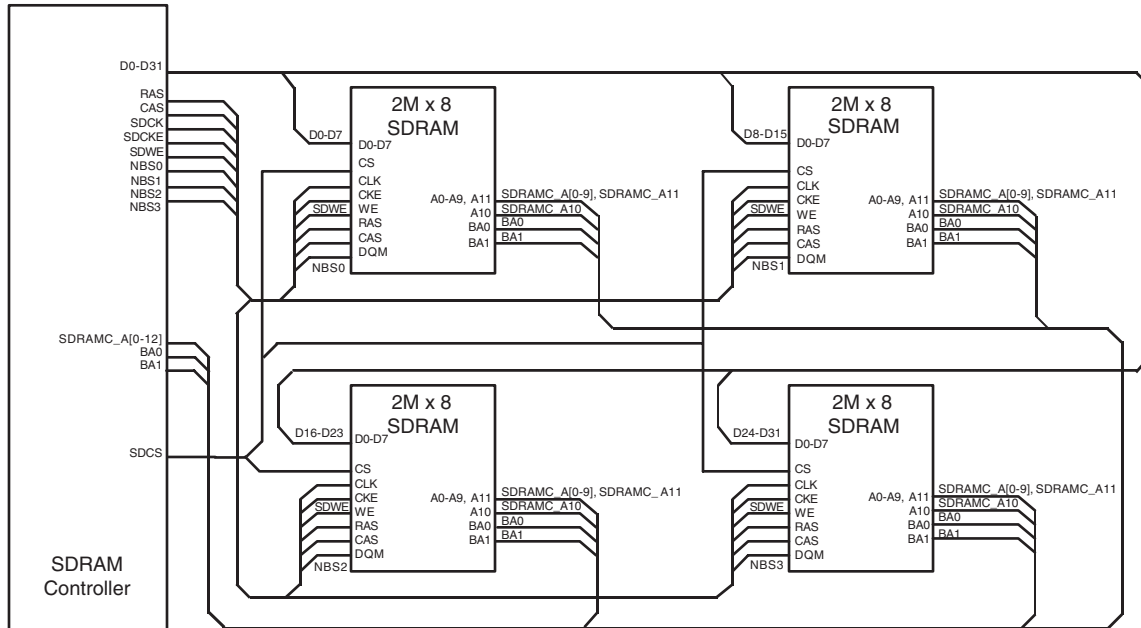 D0-D31
RAS
CAS
SDCK
SDCKE
SDWE
NBS0
NBS1
NBS2
NBS3
SDRAMC_A[0-12]
BA0
BA1
SDCS
SDRAM
Controller
2M x 8
SDRAM
D0-D7
D0-D7
CS
CLK
CKE
SDWE
WE
RAS
CAS
DQM
NBS0
A0-A9, A11
A10
BA0
BA1
SDRAMC_A[0-9], SDRAMC_A11
SDRAMC_A10
BA0
BA1
2M x 8
SDRAM
D8-D15
D0-D7
CS
CLK
CKE
SDWE
WE
RAS
CAS
DQM
NBS1
A0-A9, A11
A10
BA0
BA1
SDRAMC_A[0-9], SDRAMC_A11
SDRAMC_A10
BA0
BA1
2M x 8
SDRAM
D16-D23
D0-D7
CS
CLK
CKE
SDWE
WE
RAS
CAS
DQM
NBS2
A0-A9, A11
A10
BA0
BA1
SDRAMC_A[0-9], SDRAMC_A11
SDRAMC_A10
BA0
BA1
2M x 8
SDRAM
D24-D31
D0-D7
CS
CLK
CKE
SDWE
WE
RAS
CAS
DQM
NBS3
A0-A9, A11
A10
BA0
BA1
SDRAMC_A[0-9], SDRAMC_A11
SDRAMC_A10
BA0
BA1